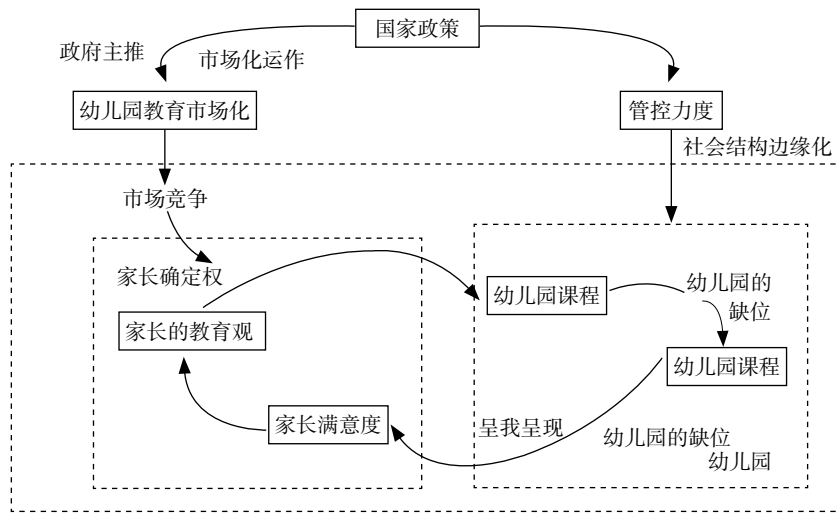 国家政策
政府主推
市场化运作
幼儿园教育市场化
管控力度
社会结构边缘化
市场竞争
家长确定权
幼儿园课程
幼儿园的
缺位
家长的教育观
幼儿园课程
家长满意度
呈我呈现
幼儿园的缺位
幼儿园